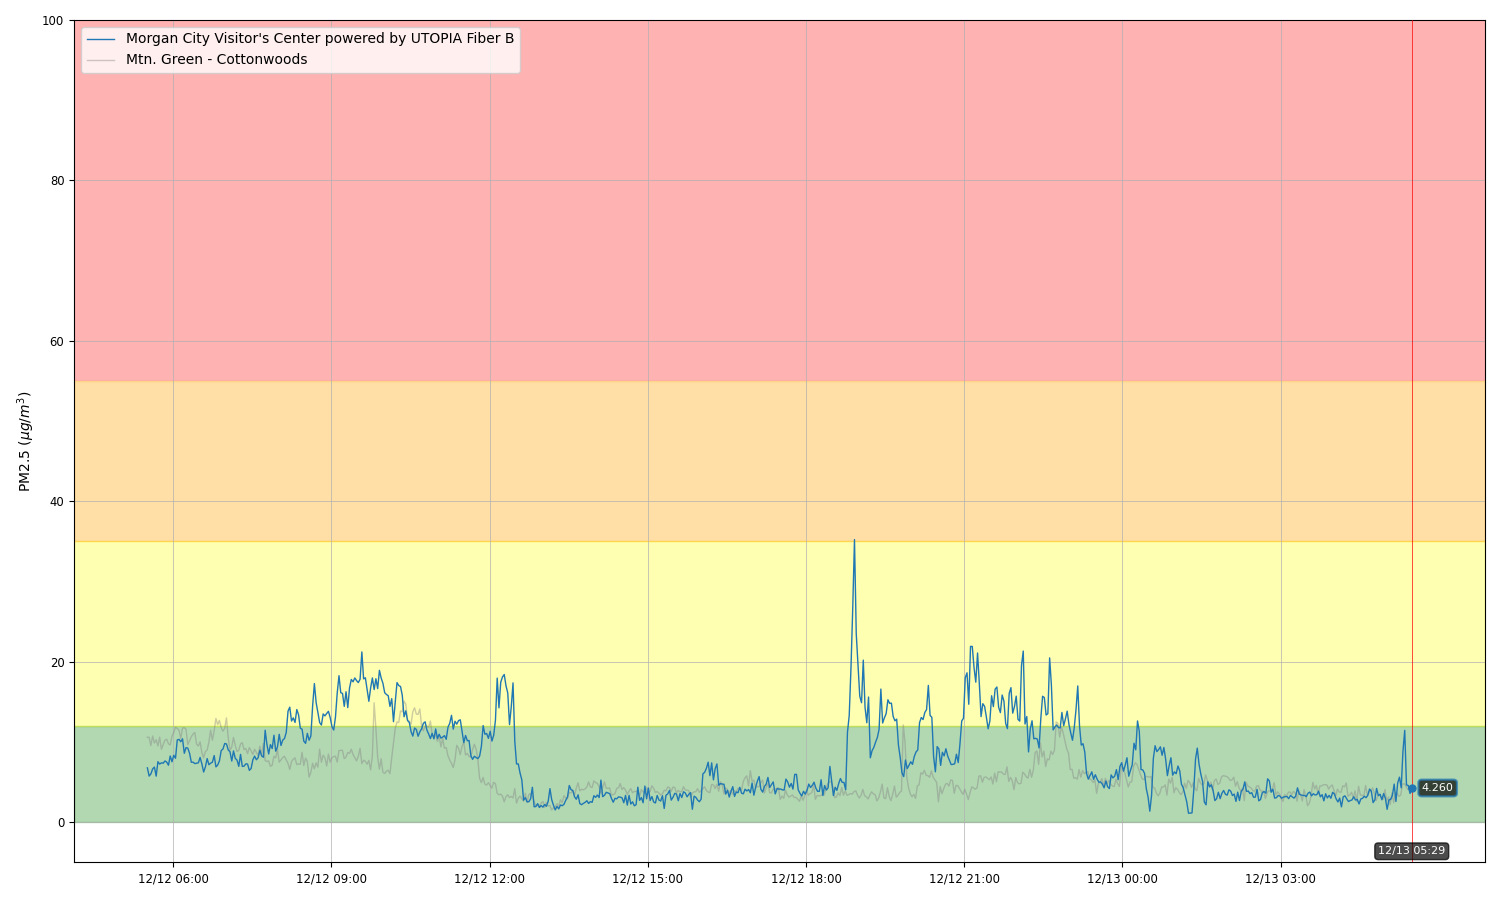 100
Morgan City Visitor's Center powered by UTOPIA Fiber B
Mtn. Green - Cottonwoods
80
60
PM2.5 (μg/m³)
40
20
4.260
0
12/13 05:29
12/12 06:00 12/12 09:00 12/12 12:00 12/12 15:00 12/12 18:00 12/12 21:00 12/13 00:00 12/13 03:00